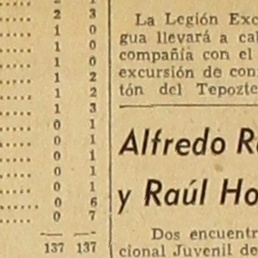 2 3
1 0
1 0
1 0
1 2
1 2
1 3
0 1
0 1
0 1
0 1
0 1
0 6
0 7
137 137
La Legión Exc
gua llevará a cal
compañía con el
excursión de con
tón del Tepozte
Alfredo R
y Raúl Ho
Dos encuentr
cional Juvenil de